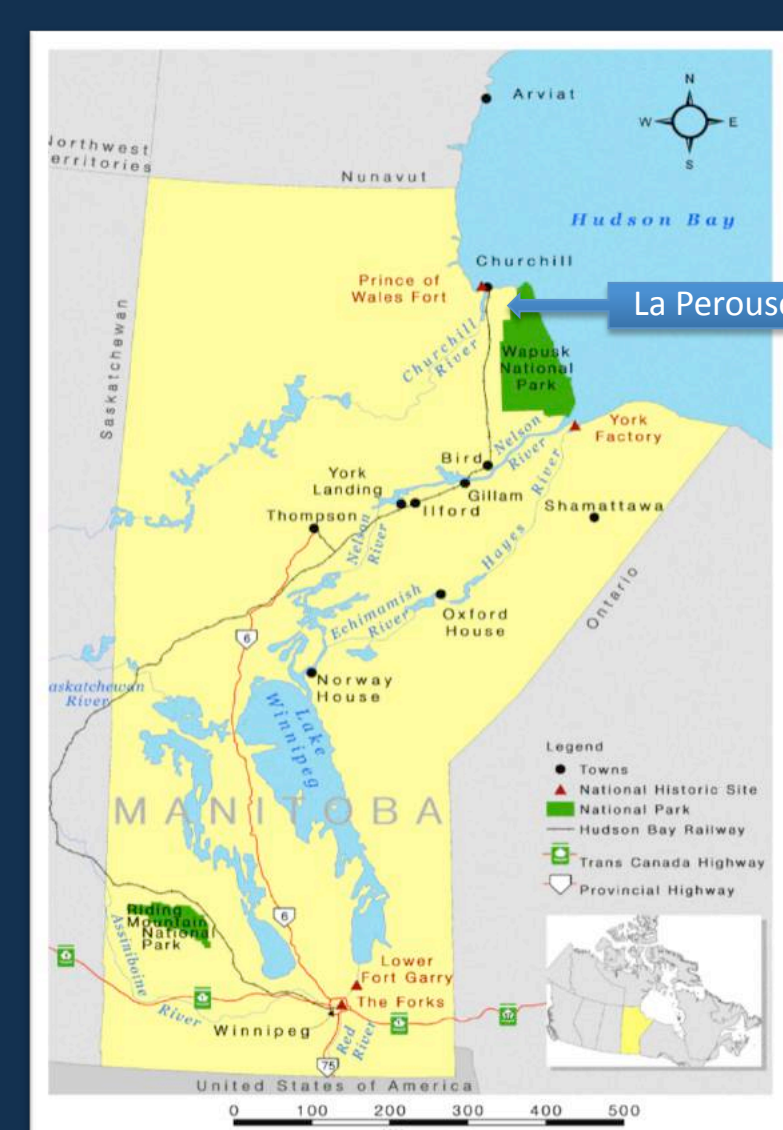 Arviat
N
W
E
S
Northwest
Territories
Nunavut
Hudson Bay
Churchill
Prince of
Wales Fort
La Perouse
Churchill
River
Saskatchewan
Wapusk
National
Park
York
Factory
Nelson
River
Bird
York
Landing
Gillam
Ilford
Shamattawa
Thompson
Nelson
River
Hayes
River
Ontario
Echimamish
River
Oxford
House
6
askatchewan
River
Norway
House
Lake
Winnipeg
Legend
Towns
National Historic Site
National Park
Hudson Bay Railway
Trans Canada Highway
Provincial Highway
MANITOBA
Riding
Mountain
National
Park
6
Assiniboine
River
Lower
Fort Garry
The Forks
Winnipeg
Red
River
75
United States of America
0 100 200 300 400 500